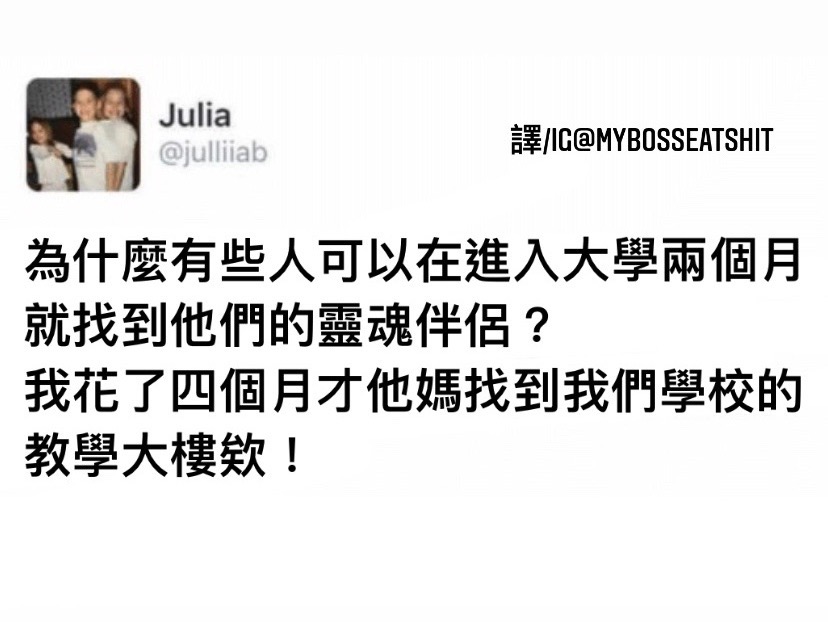 Julia
@julliiab
譯/IG@MYBOSSEATSHIT
為什麼有些人可以在進入大學兩個月
就找到他們的靈魂伴侶？
我花了四個月才他媽找到我們學校的
教學大樓欸！